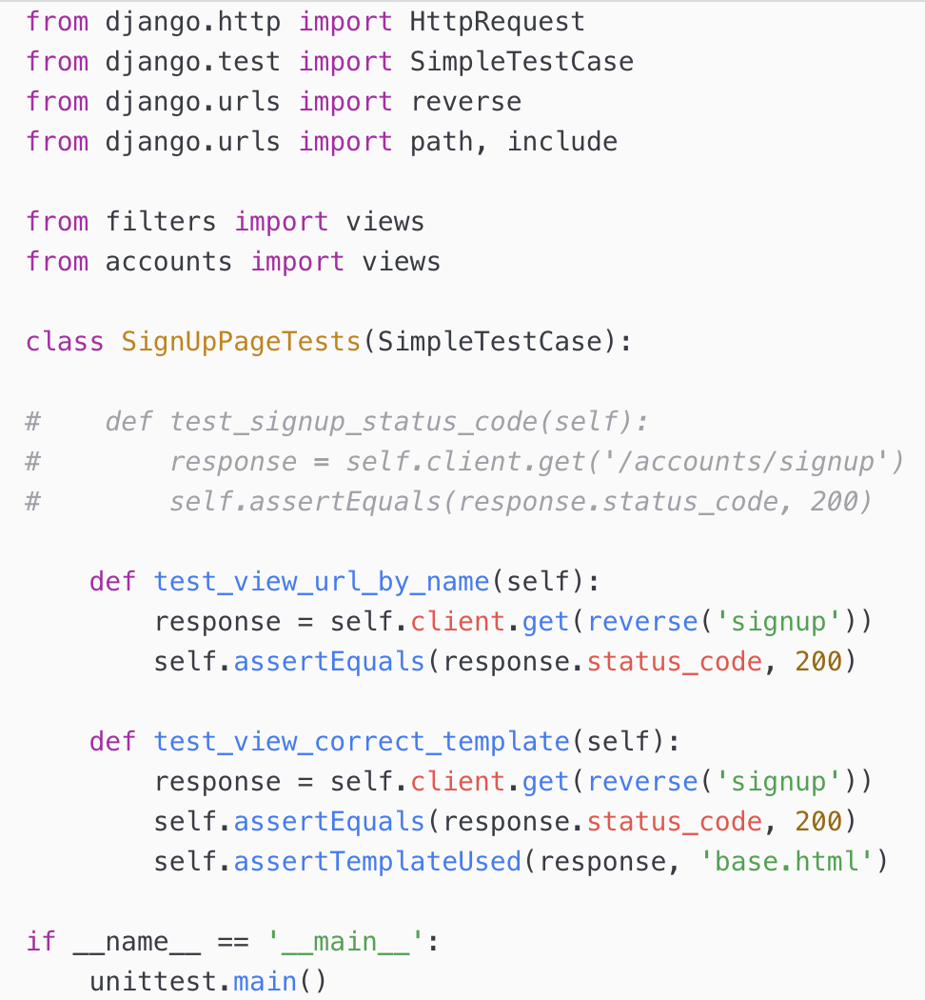 from django.http import HttpRequest
from django.test import SimpleTestCase
from django.urls import reverse
from django.urls import path, include

from filters import views
from accounts import views

class SignUpPageTests(SimpleTestCase):

#    def test_signup_status_code(self):
#        response = self.client.get('/accounts/signup')
#        self.assertEquals(response.status_code, 200)

    def test_view_url_by_name(self):
        response = self.client.get(reverse('signup'))
        self.assertEquals(response.status_code, 200)

    def test_view_correct_template(self):
        response = self.client.get(reverse('signup'))
        self.assertEquals(response.status_code, 200)
        self.assertTemplateUsed(response, 'base.html')

if __name__ == '__main__':
    unittest.main()